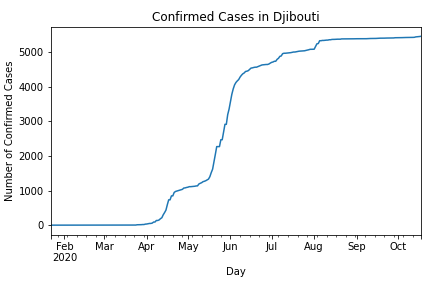 Confirmed Cases in Djibouti
Number of Confirmed Cases
5000
4000
3000
2000
1000
0
Feb Mar Apr May Jun Jul Aug Sep Oct
2020
Day